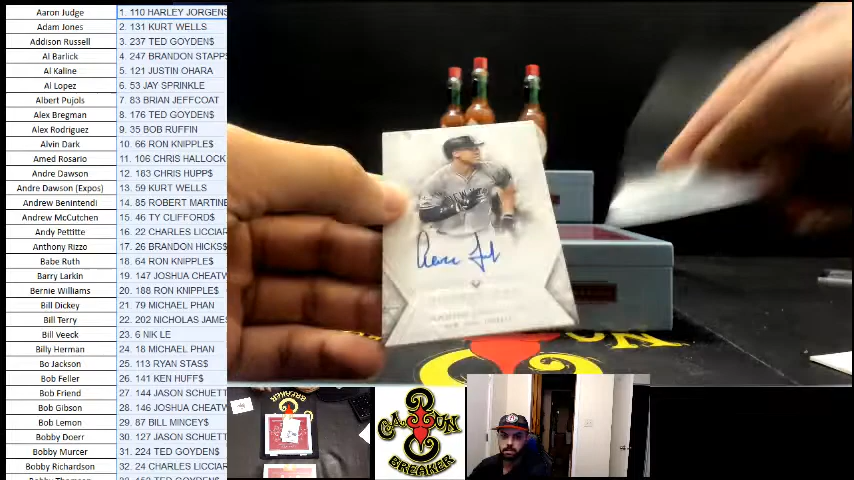 Aaron Judge 1. 110 HARLEY JORGENS
Adam Jones 2. 131 KURT WELLS
Addison Russell 3. 237 TED GOYDEN$
Al Barlick 4. 247 BRANDON STAPP
Al Kaline 5. 121 JUSTIN OHARA
Al Lopez 6. 53 JAY SPRINKLE
Albert Pujols 7. 83 BRIAN JEFFCOAT
Alex Bregman 8. 176 TED GOYDEN$
Alex Rodriguez 9. 35 BOB RUFFIN
Alvin Dark 10. 66 RON KNIPPLE$
Amed Rosario 11. 106 CHRIS HALLOCK
Andre Dawson 12. 163 CHRIS HUPP$
Andre Dawson (Expos) 13. 59 KURT WELLS
Andrew Benintendi 14. 85 ROBERT MARTINE
Andrew McCutchen 15. 46 TY CLIFFORD$
Andy Pettitte 16. 22 CHARLES LICCIAR
Anthony Rizzo 17. 26 BRANDON HICKS$
Babe Ruth 18. 64 RON KNIPPLE$
Barry Larkin 19. 147 JOSHUA CHEATW
Bernie Williams 20. 188 RON KNIPPLE$
Bill Dickey 21. 79 MICHAEL PHAN
Bill Terry 22. 202 NICHOLAS JAME
Bill Veeck 23. 6 NIK LE
Billy Herman 24. 18 MICHAEL PHAN
Bo Jackson 25. 113 RYAN STAS$
Bob Feller 26. 141 KEN HUFF$
Bob Friend 27. 144 JASON SCHUETT
Bob Gibson 28. 146 JOSHUA CHEATW
Bob Lemon 29. 87 BILL MINCEY$
Bobby Doerr 30. 127 JASON SCHUETT
Bobby Murcer 31. 224 TED GOYDEN$
Bobby Richardson 32. 24 CHARLES LICCIAR
CAJUN
BREAKER